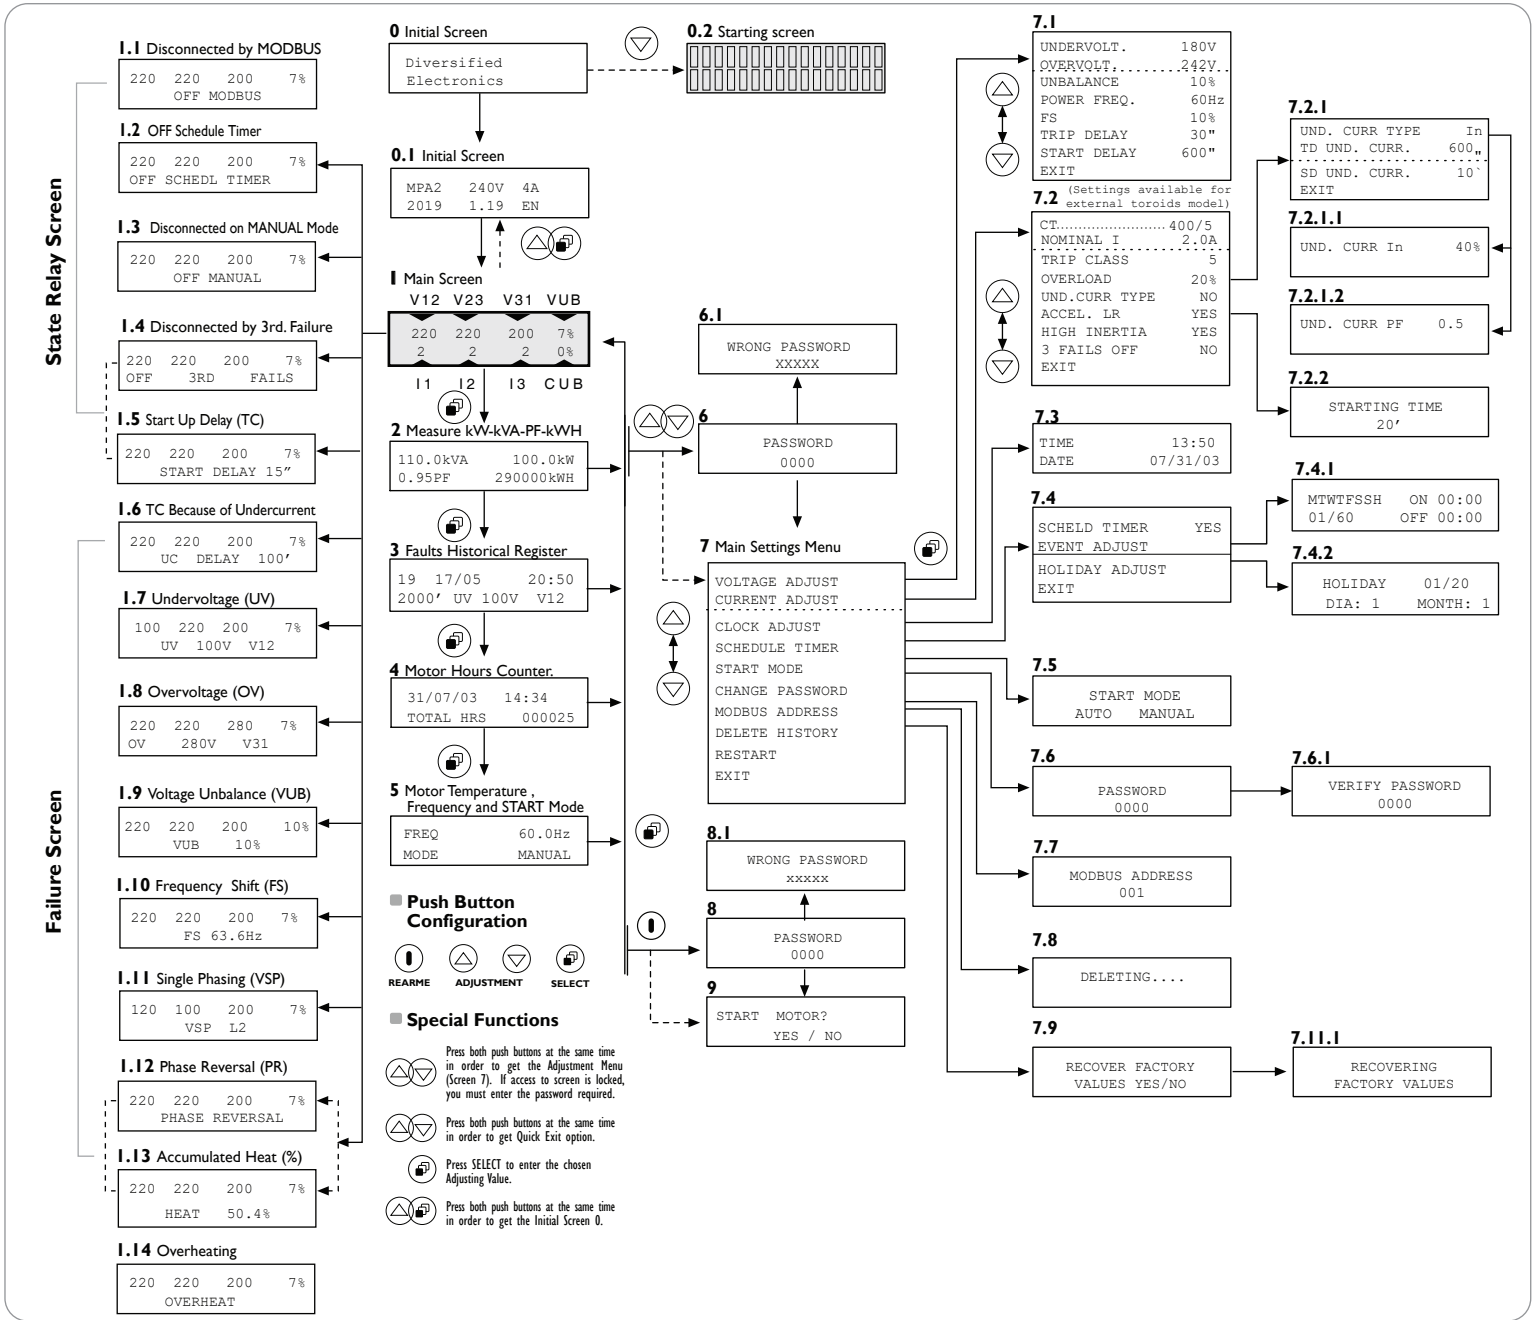 State Relay Screen
1.1 Disconnected by MODBUS
220 220 200 7%
OFF MODBUS
1.2 OFF Schedule Timer
220 220 200 7%
OFF SCHEDL TIMER
1.3 Disconnected on MANUAL Mode
220 220 200 7%
OFF MANUAL
1.4 Disconnected by 3rd. Failure
220 220 200 7%
OFF 3RD FAILS
1.5 Start Up Delay (TC)
220 220 200 7%
START DELAY 15”
Failure Screen
1.6 TC Because of Undercurrent
220 220 200 7%
UC DELAY 100’
1.7 Undervoltage (UV)
100 220 200 7%
UV 100V V12
1.8 Overvoltage (OV)
220 220 280 7%
OV 280V V31
1.9 Voltage Unbalance (VUB)
220 220 200 10%
VUB 10%
1.10 Frequency Shift (FS)
220 220 200 7%
FS 63.6Hz
1.11 Single Phasing (VSP)
120 100 200 7%
VSP L2
1.12 Phase Reversal (PR)
220 220 200 7%
PHASE REVERSAL
1.13 Accumulated Heat (%)
220 220 200 7%
HEAT 50.4%
1.14 Overheating
220 220 200 7%
OVERHEAT
0 Initial Screen
Diversified
Electronics
0.2 Starting screen
0.1 Initial Screen
MPA2 240V 4A
2019 1.19 EN
1 Main Screen
V12 V23 V31 VUB
220 220 200 7%
2 2 2 0%
I1 I2 I3 CUB
2 Measure kW-kVA-PF-kWH
110.0kVA 100.0kW
0.95PF 290000kWH
3 Faults Historical Register
19 17/05 20:50
2000’ UV 100V V12
4 Motor Hours Counter.
31/07/03 14:34
TOTAL HRS 000025
5 Motor Temperature ,
Frequency and START Mode
FREQ 60.0Hz
MODE MANUAL
Push Button
Configuration
REARME ADJUSTMENT SELECT
Special Functions
Press both push buttons at the same time
in order to get the Adjustment Menu
(Screen 7). If access to screen is locked,
you must enter the password required.
Press both push buttons at the same time
in order to get Quick Exit option.
Press SELECT to enter the chosen
Adjusting Value.
Press both push buttons at the same time
in order to get the Initial Screen 0.
6.1
WRONG PASSWORD
XXXXX
6
PASSWORD
0000
7 Main Settings Menu
VOLTAGE ADJUST
CURRENT ADJUST
CLOCK ADJUST
SCHEDULE TIMER
START MODE
CHANGE PASSWORD
MODBUS ADDRESS
DELETE HISTORY
RESTART
EXIT
8.1
WRONG PASSWORD
xxxxx
8
PASSWORD
0000
9
START MOTOR?
YES / NO
7.1
UNDERVOLT. 180V
OVERVOLT. 242V
UNBALANCE 10%
POWER FREQ. 60Hz
FS 10%
TRIP DELAY 30"
START DELAY 600"
EXIT
7.2 (Settings available for
external toroids model)
CT.......................... 400/5
NOMINAL I 2.0A
TRIP CLASS 5
OVERLOAD 20%
UND.CURR TYPE NO
ACCEL. LR YES
HIGH INERTIA YES
3 FAILS OFF NO
EXIT
7.2.1
UND. CURR TYPE In
TD UND. CURR. 600"
SD UND. CURR. 10`
EXIT
7.2.1.1
UND. CURR In 40%
7.2.1.2
UND. CURR PF 0.5
7.2.2
STARTING TIME
20’
7.3
TIME 13:50
DATE 07/31/03
7.4
SCHELD TIMER YES
EVENT ADJUST
HOLIDAY ADJUST
EXIT
7.4.1
MTWTFSSH ON 00:00
01/60 OFF 00:00
7.4.2
HOLIDAY 01/20
DIA: 1 MONTH: 1
7.5
START MODE
AUTO MANUAL
7.6
PASSWORD
0000
7.6.1
VERIFY PASSWORD
0000
7.7
MODBUS ADDRESS
001
7.8
DELETING....
7.9
RECOVER FACTORY
VALUES YES/NO
7.11.1
RECOVERING
FACTORY VALUES